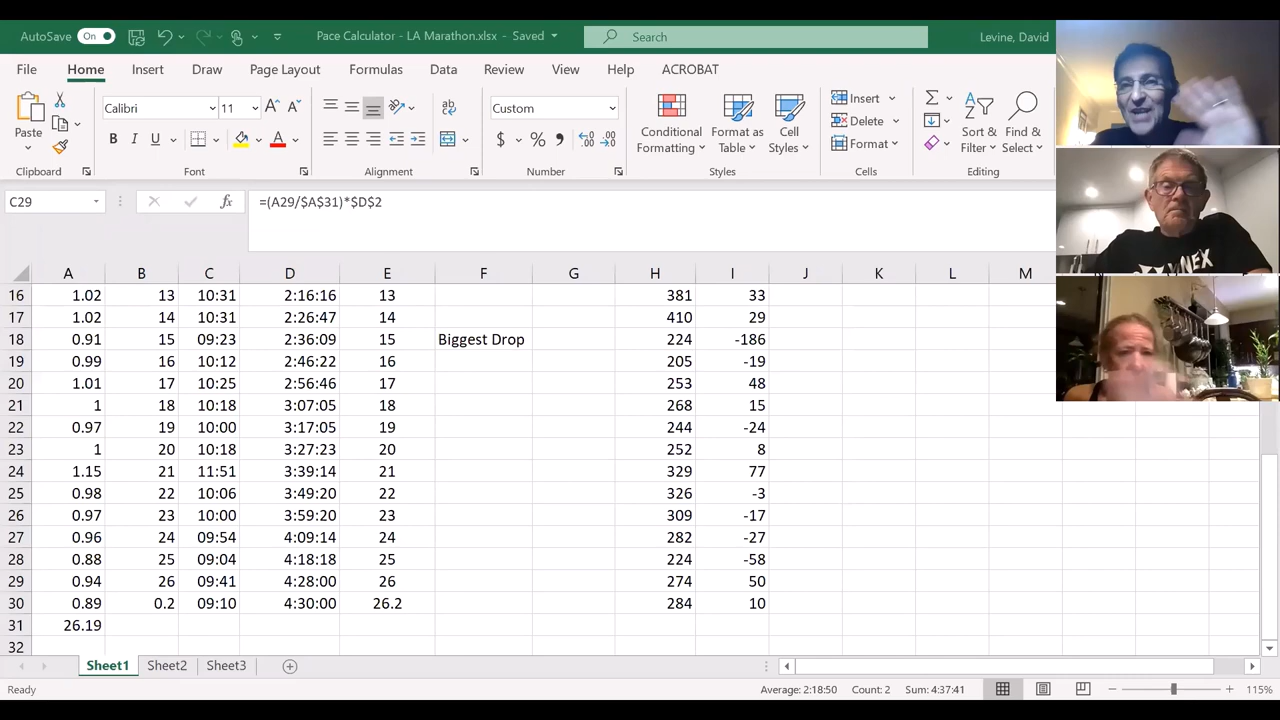 AutoSave On Pace Calculator - LA Marathon.xlsx - Saved Search Levine, David
File Home Insert Draw Page Layout Formulas Data Review View Help ACROBAT
Calibri 11 Custom Insert
Paste B I U $ % Conditional Formatting Format as Table Cell Styles Delete Sort & Filter Find & Select
Format
Clipboard Font Alignment Number Styles Cells Editing
C29 fx =(A29/$A$31)*$D$2
A B C D E F G H I J K L M
16 1.02 13 10:31 2:16:16 13 381 33
17 1.02 14 10:31 2:26:47 14 410 29
18 0.91 15 09:23 2:36:09 15 Biggest Drop 224 -186
19 0.99 16 10:12 2:46:22 16 205 -19
20 1.01 17 10:25 2:56:46 17 253 48
21 1 18 10:18 3:07:05 18 268 15
22 0.97 19 10:00 3:17:05 19 244 -24
23 1 20 10:18 3:27:23 20 252 8
24 1.15 21 11:51 3:39:14 21 329 77
25 0.98 22 10:06 3:49:20 22 326 -3
26 0.97 23 10:00 3:59:20 23 309 -17
27 0.96 24 09:54 4:09:14 24 282 -27
28 0.88 25 09:04 4:18:18 25 224 -58
29 0.94 26 09:41 4:28:00 26 274 50
30 0.89 0.2 09:10 4:30:00 26.2 284 10
31 26.19
32
Sheet1 Sheet2 Sheet3
Ready Average: 2:18:50 Count: 2 Sum: 4:37:41 115%